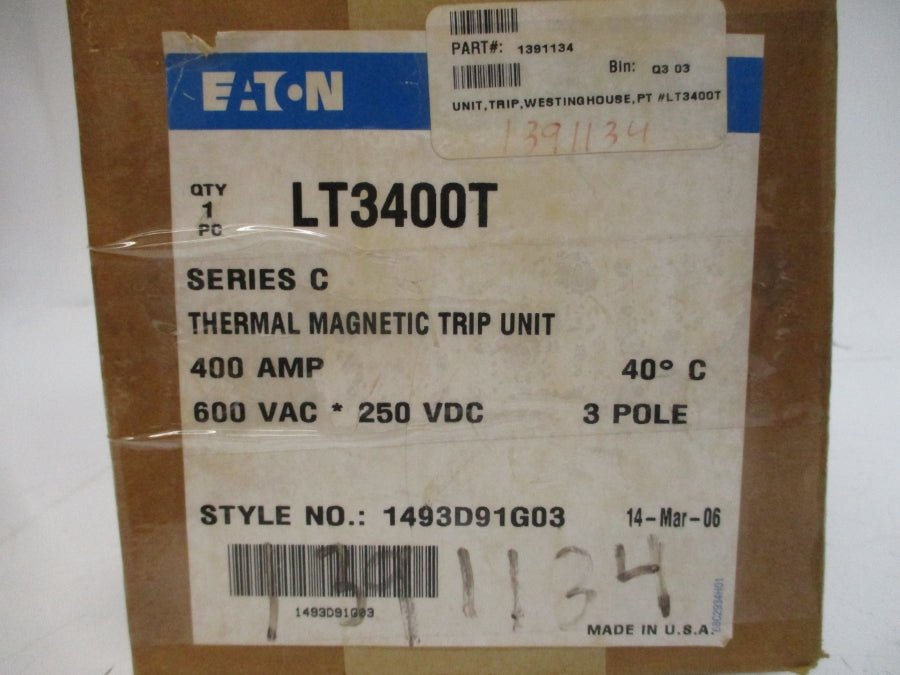 PART#: 1391134
Bin: Q3 03
UNIT,TRIP,WESTINGHOUSE,PT #LT3400T
1391134
EATON
QTY
1
PC
LT3400T
SERIES C
THERMAL MAGNETIC TRIP UNIT
400 AMP 40° C
600 VAC * 250 VDC 3 POLE
STYLE NO.: 1493D91G03 14-Mar-06
1391134
1493D91G03
MADE IN U.S.A.
68C2934H01